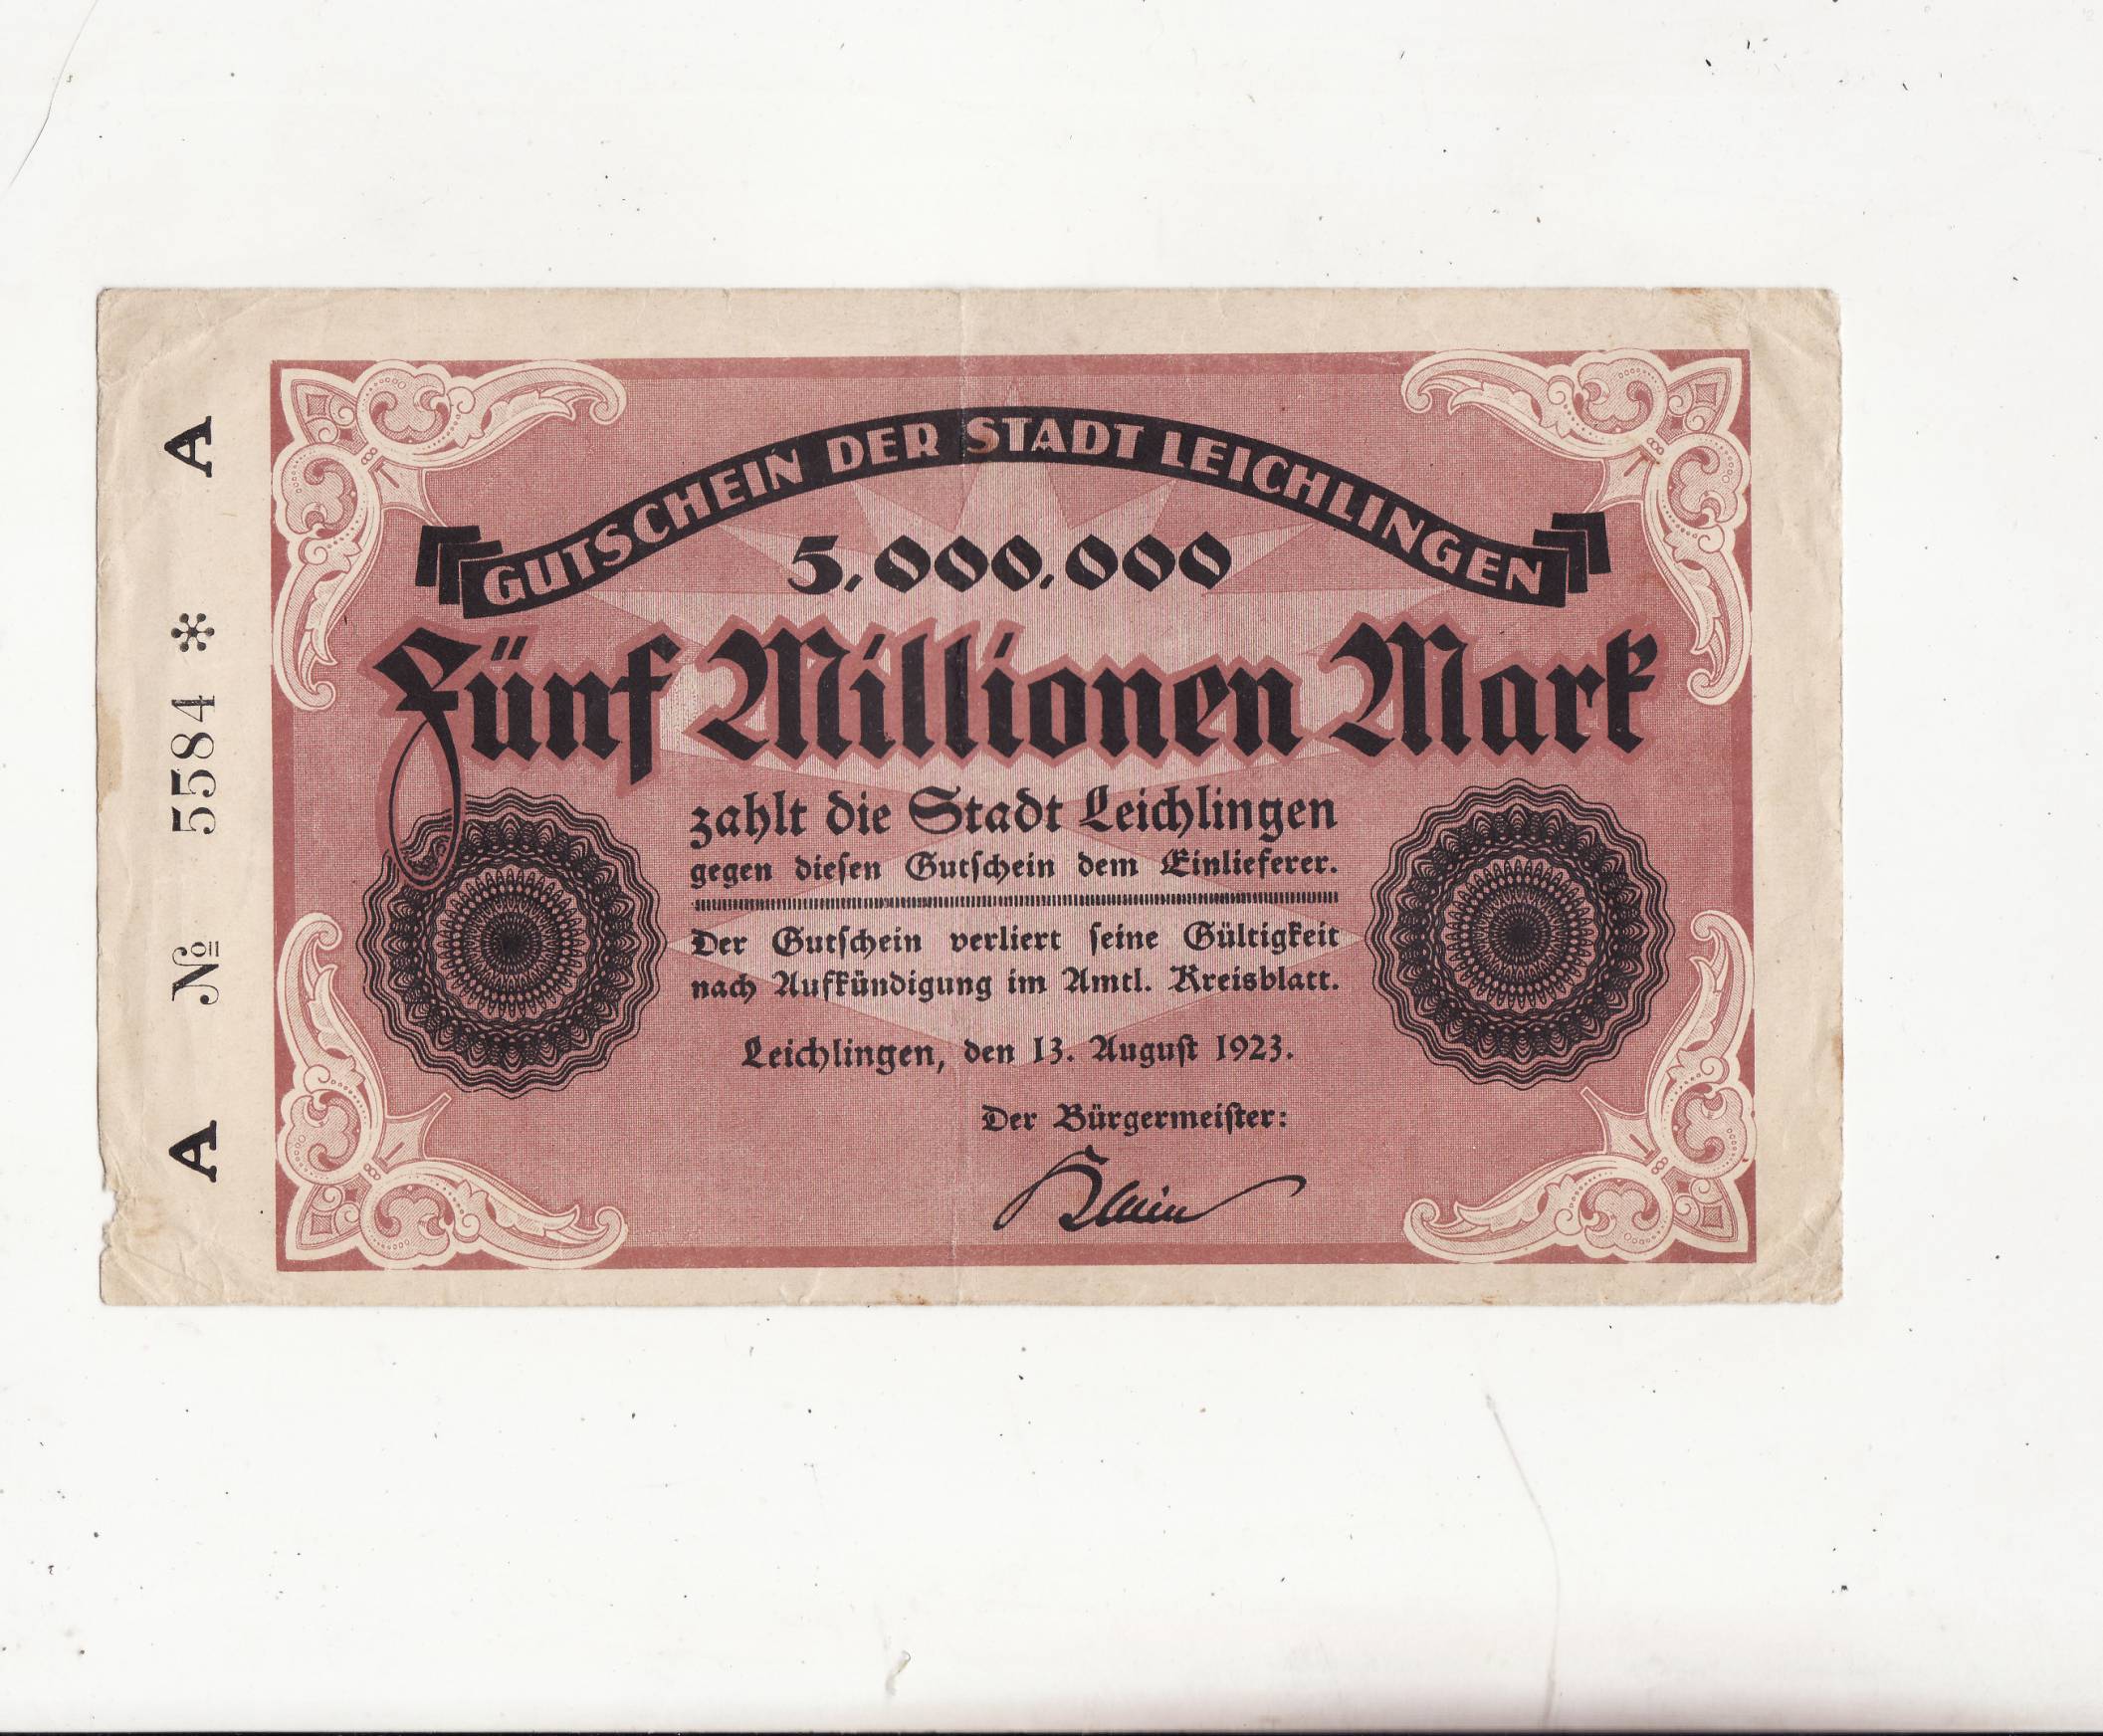 GUTSCHEIN DER STADT LEICHLINGEN
5.000.000
Fünf Millionen Mark
zahlt die Stadt Leichlingen
gegen dieſen Gutſchein dem Einlieferer.
Der Gutſchein verliert ſeine Gültigkeit
nach Aufkündigung im Amtl. Kreisblatt.
Leichlingen, den 13. Auguſt 1923.
Der Bürgermeiſter:
A № 5584 * A